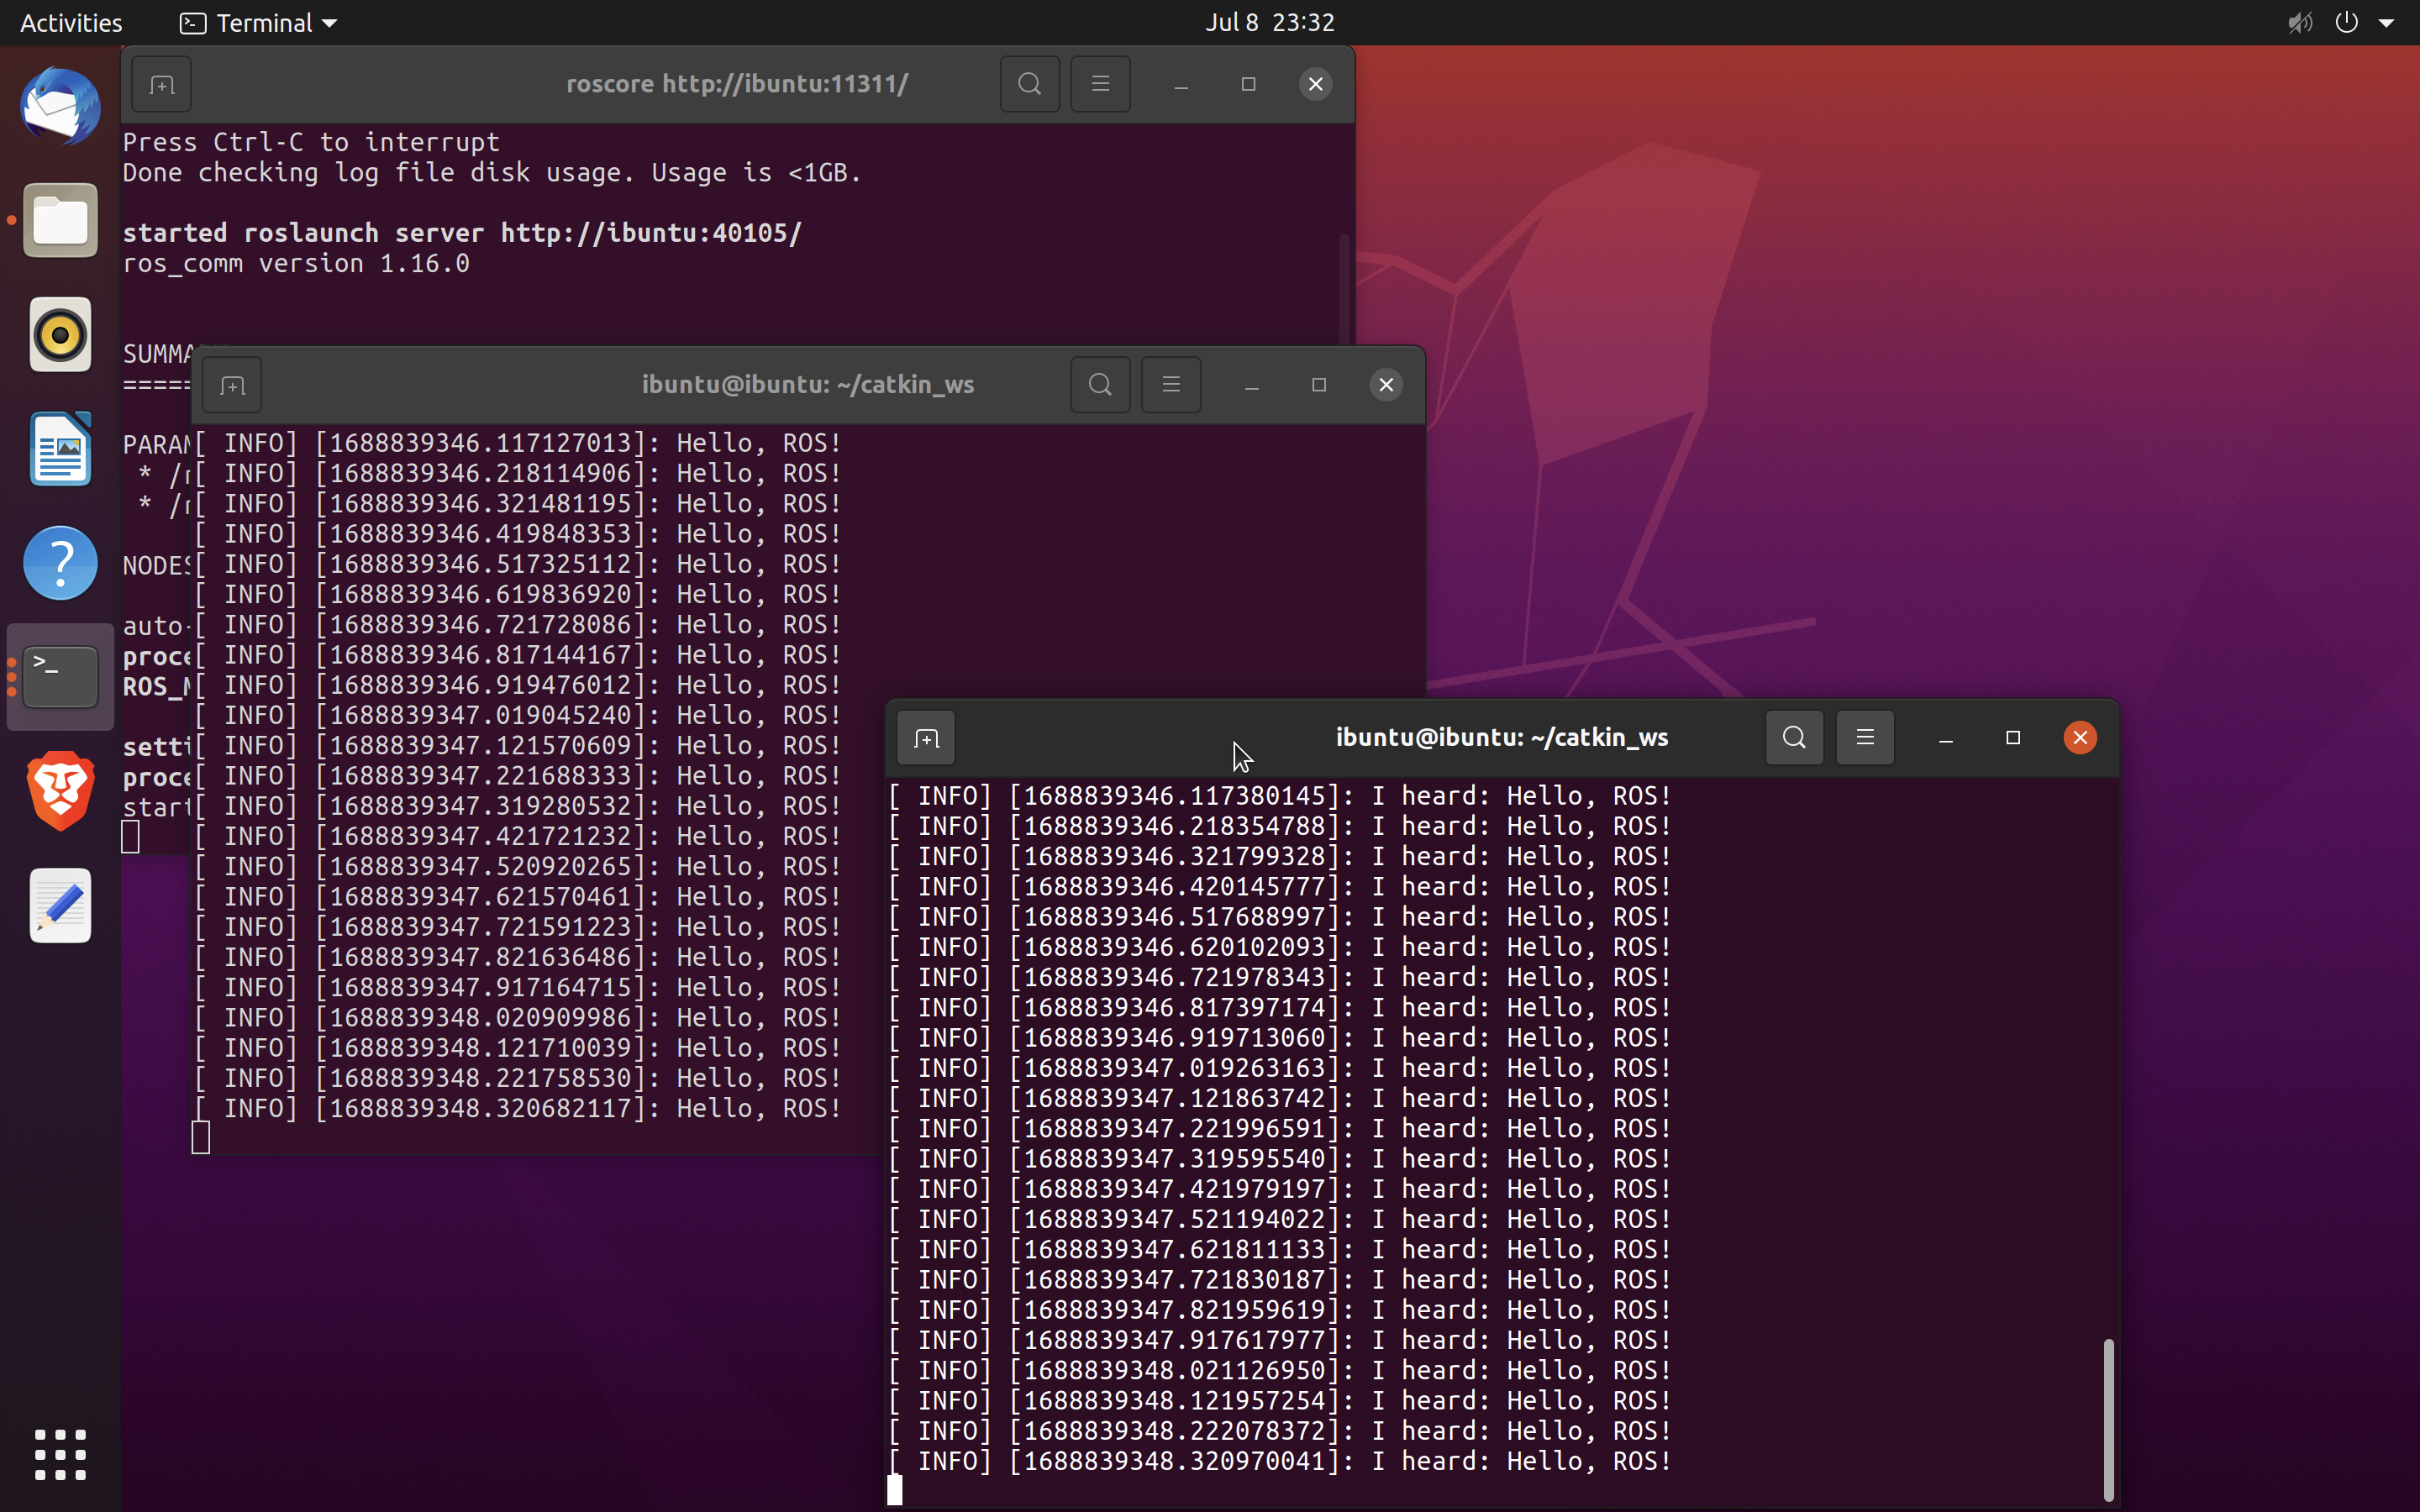 Activities Terminal Jul 8 23:32
roscore http://ibuntu:11311/
Press Ctrl-C to interrupt
Done checking log file disk usage. Usage is <1GB.
started roslaunch server http://ibuntu:40105/
ros_comm version 1.16.0
SUMMA
=====
PARAM
* /r
* /r
NODES
auto-
proce
ROS_M
setti
proce
start
ibuntu@ibuntu: ~/catkin_ws
[ INFO] [1688839346.117127013]: Hello, ROS!
[ INFO] [1688839346.218114906]: Hello, ROS!
[ INFO] [1688839346.321481195]: Hello, ROS!
[ INFO] [1688839346.419848353]: Hello, ROS!
[ INFO] [1688839346.517325112]: Hello, ROS!
[ INFO] [1688839346.619836920]: Hello, ROS!
[ INFO] [1688839346.721728086]: Hello, ROS!
[ INFO] [1688839346.817144167]: Hello, ROS!
[ INFO] [1688839346.919476012]: Hello, ROS!
[ INFO] [1688839347.019045240]: Hello, ROS!
[ INFO] [1688839347.121570609]: Hello, ROS!
[ INFO] [1688839347.221688333]: Hello, ROS!
[ INFO] [1688839347.319280532]: Hello, ROS!
[ INFO] [1688839347.421721232]: Hello, ROS!
[ INFO] [1688839347.520920265]: Hello, ROS!
[ INFO] [1688839347.621570461]: Hello, ROS!
[ INFO] [1688839347.721591223]: Hello, ROS!
[ INFO] [1688839347.821636486]: Hello, ROS!
[ INFO] [1688839347.917164715]: Hello, ROS!
[ INFO] [1688839348.020909986]: Hello, ROS!
[ INFO] [1688839348.121710039]: Hello, ROS!
[ INFO] [1688839348.221758530]: Hello, ROS!
[ INFO] [1688839348.320682117]: Hello, ROS!
ibuntu@ibuntu: ~/catkin_ws
[ INFO] [1688839346.117380145]: I heard: Hello, ROS!
[ INFO] [1688839346.218354788]: I heard: Hello, ROS!
[ INFO] [1688839346.321799328]: I heard: Hello, ROS!
[ INFO] [1688839346.420145777]: I heard: Hello, ROS!
[ INFO] [1688839346.517688997]: I heard: Hello, ROS!
[ INFO] [1688839346.620102093]: I heard: Hello, ROS!
[ INFO] [1688839346.721978343]: I heard: Hello, ROS!
[ INFO] [1688839346.817397174]: I heard: Hello, ROS!
[ INFO] [1688839346.919713060]: I heard: Hello, ROS!
[ INFO] [1688839347.019263163]: I heard: Hello, ROS!
[ INFO] [1688839347.121863742]: I heard: Hello, ROS!
[ INFO] [1688839347.221996591]: I heard: Hello, ROS!
[ INFO] [1688839347.319595540]: I heard: Hello, ROS!
[ INFO] [1688839347.421979197]: I heard: Hello, ROS!
[ INFO] [1688839347.521194022]: I heard: Hello, ROS!
[ INFO] [1688839347.621811133]: I heard: Hello, ROS!
[ INFO] [1688839347.721830187]: I heard: Hello, ROS!
[ INFO] [1688839347.821959619]: I heard: Hello, ROS!
[ INFO] [1688839347.917617977]: I heard: Hello, ROS!
[ INFO] [1688839348.021126950]: I heard: Hello, ROS!
[ INFO] [1688839348.121957254]: I heard: Hello, ROS!
[ INFO] [1688839348.222078372]: I heard: Hello, ROS!
[ INFO] [1688839348.320970041]: I heard: Hello, ROS!